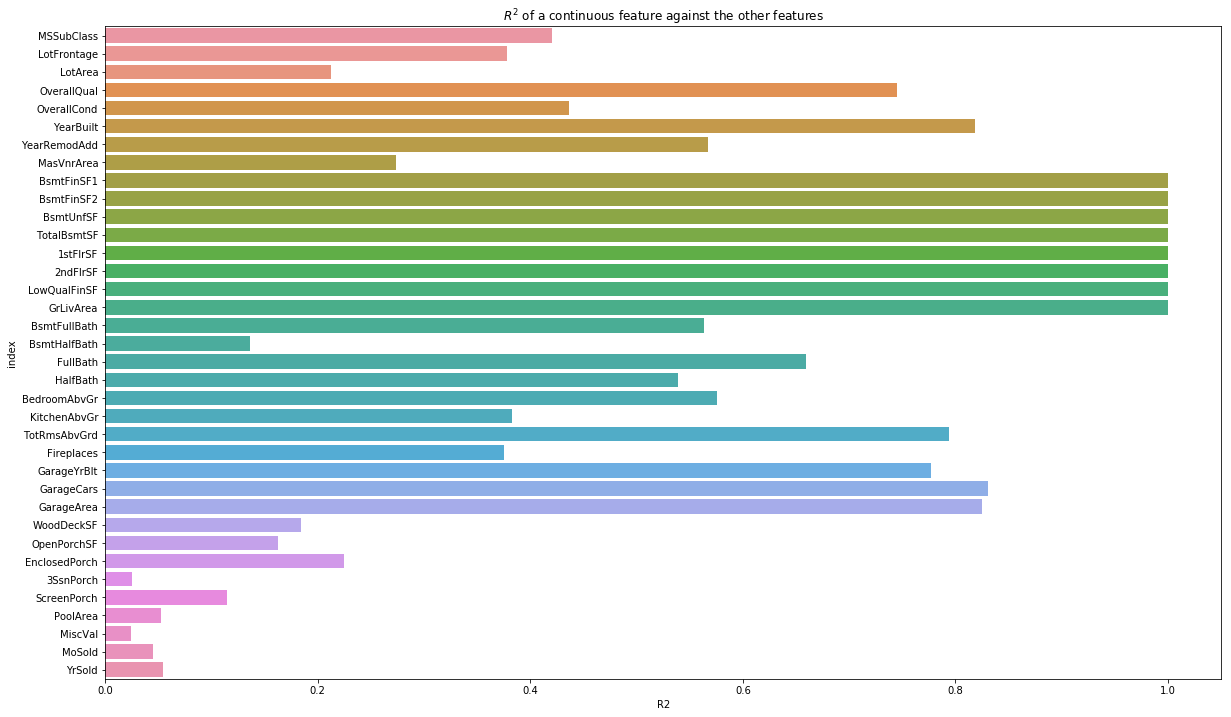 R² of a continuous feature against the other features
MSSubClass
LotFrontage
LotArea
OverallQual
OverallCond
YearBuilt
YearRemodAdd
MasVnrArea
BsmtFinSF1
BsmtFinSF2
BsmtUnfSF
TotalBsmtSF
1stFlrSF
2ndFlrSF
LowQualFinSF
GrLivArea
BsmtFullBath
BsmtHalfBath
FullBath
HalfBath
BedroomAbvGr
KitchenAbvGr
TotRmsAbvGrd
Fireplaces
GarageYrBlt
GarageCars
GarageArea
WoodDeckSF
OpenPorchSF
EnclosedPorch
3SsnPorch
ScreenPorch
PoolArea
MiscVal
MoSold
YrSold
index
0.0 0.2 0.4 0.6 0.8 1.0
R2